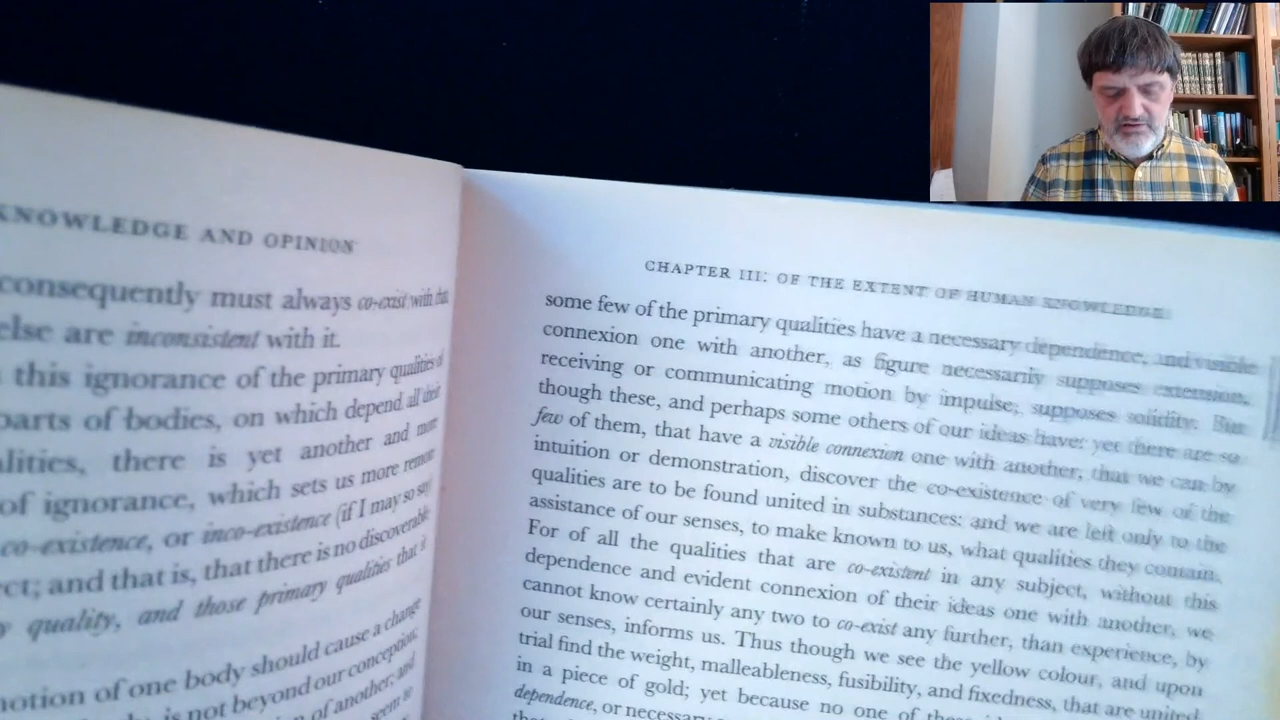 KNOWLEDGE AND OPINION
consequently must always co-exist with that
else are inconsistent with it.
this ignorance of the primary qualities of
parts of bodies, on which depend all their
there is yet another and more
of ignorance, which sets us more remote
co-existence, or inco-existence (if I may so say)
and that is, that there is no discoverable
quality, and those primary qualities that it
of one body should cause a change
is not beyond our conception;
of another; and
seem to
CHAPTER III: OF THE EXTENT OF HUMAN KNOWLEDGE
some few of the primary qualities have a necessary dependence, and visible
connexion one with another, as figure necessarily supposes extension,
receiving or communicating motion by impulse, supposes solidity. But
though these, and perhaps some others of our ideas have: yet there are so
few of them, that have a visible connexion one with another, that we can by
intuition or demonstration, discover the co-existence of very few of the
qualities are to be found united in substances: and we are left only to the
assistance of our senses, to make known to us, what qualities they contain.
For of all the qualities that are co-existent in any subject, without this
dependence and evident connexion of their ideas one with another, we
cannot know certainly any two to co-exist any further, than experience, by
our senses, informs us. Thus though we see the yellow colour, and upon
trial find the weight, malleableness, fusibility, and fixedness, that are united
in a piece of gold; yet because no one of these
dependence, or necessary